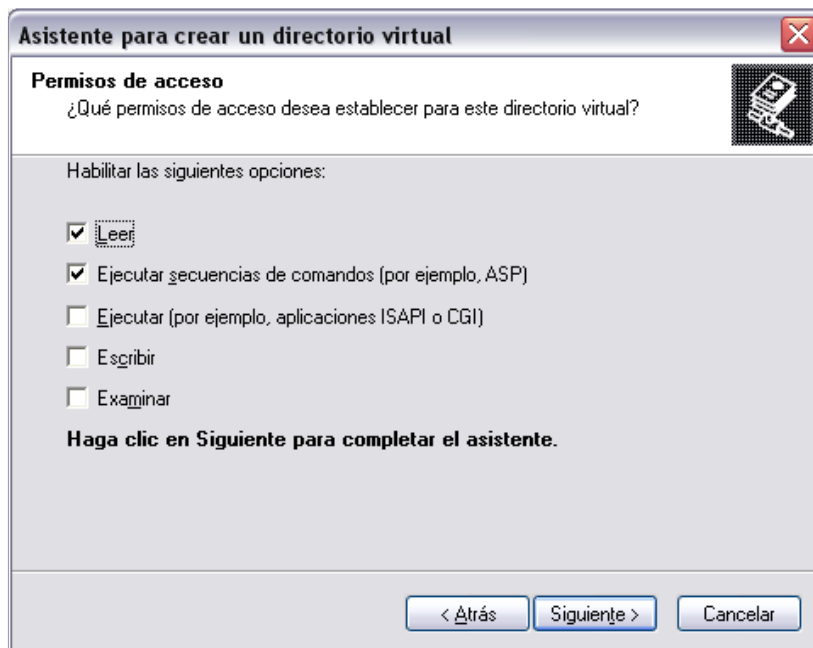 Asistente para crear un directorio virtual
Permisos de acceso
¿Qué permisos de acceso desea establecer para este directorio virtual?
Habilitar las siguientes opciones:
Leer
Ejecutar secuencias de comandos (por ejemplo, ASP)
Ejecutar (por ejemplo, aplicaciones ISAPI o CGI)
Escribir
Examinar
Haga clic en Siguiente para completar el asistente.
< Atrás Siguiente > Cancelar